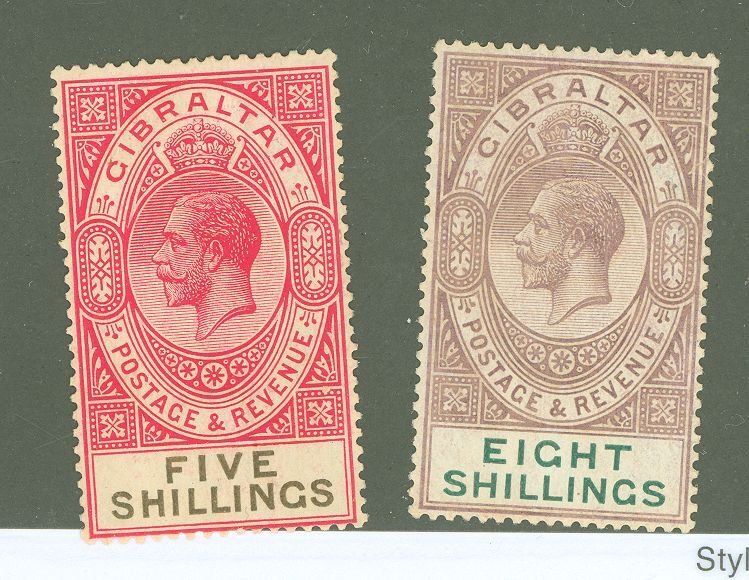 GIBRALTAR
POSTAGE & REVENUE
FIVE
SHILLINGS
GIBRALTAR
POSTAGE & REVENUE
EIGHT
SHILLINGS
Styl